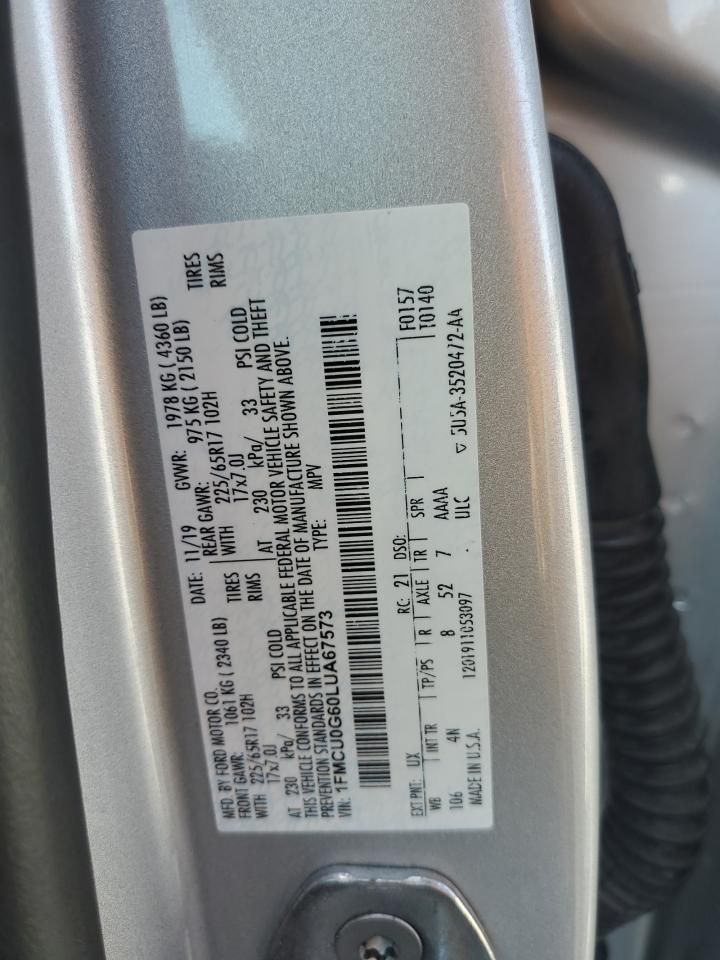 MFD. BY FORD MOTOR CO. DATE: 11/19 GVWR: 1978 KG ( 4360 LB)
FRONT GAWR: 1061 KG ( 2340 LB) REAR GAWR: 975 KG ( 2150 LB)
WITH 225/65R17 102H TIRES WITH 225/65R17 102H TIRES
17x7.0J RIMS 17x7.0J RIMS
AT 230 kPa/ 33 PSI COLD AT 230 kPa/ 33 PSI COLD
THIS VEHICLE CONFORMS TO ALL APPLICABLE FEDERAL MOTOR VEHICLE SAFETY AND THEFT
PREVENTION STANDARDS IN EFFECT ON THE DATE OF MANUFACTURE SHOWN ABOVE.
VIN: 1FMCU0G60LUA67573 TYPE: MPV
F0157
EXT PNT: UX RC: 21 DSO: T0140
WB INT TR TP/PS R AXLE TR SPR
106 4N 8 52 7 AAAA
1201911053097 . ULC ▽ 5U5A-3520472-AA
MADE IN U.S.A.